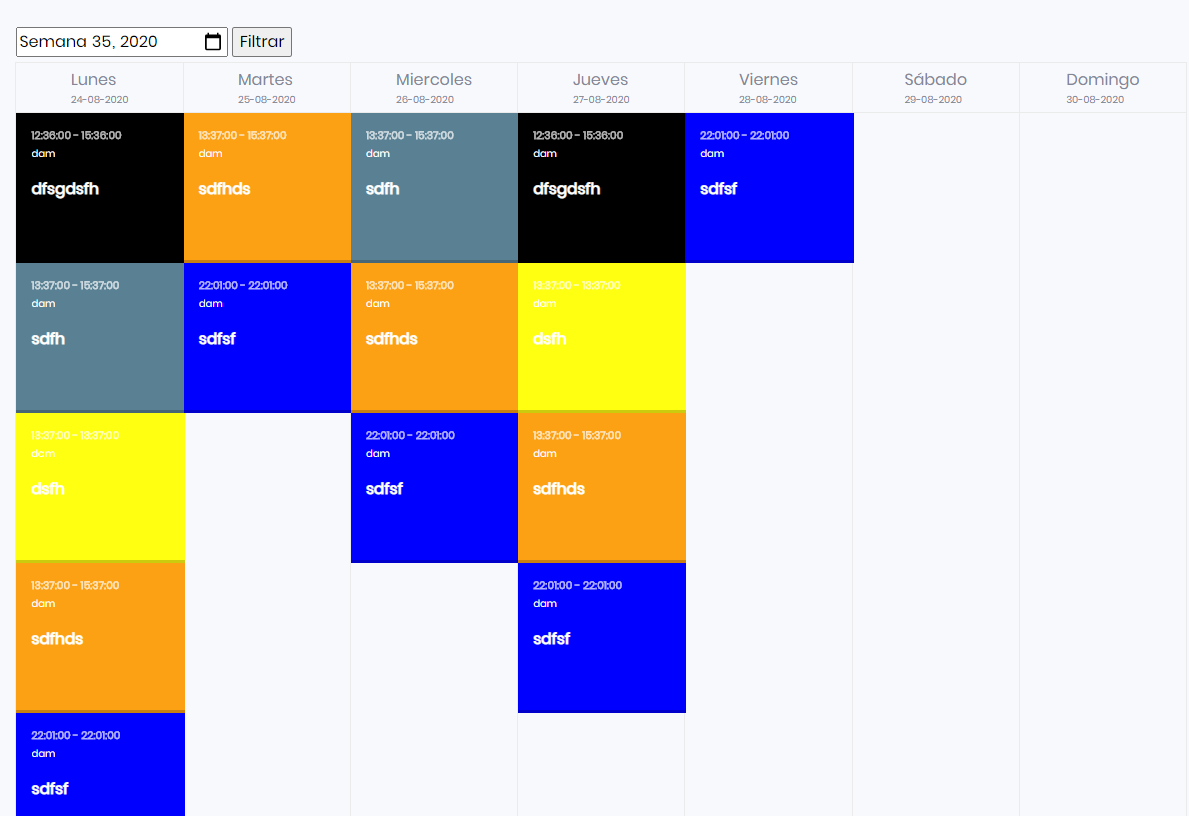 Semana 35, 2020
Filtrar
Lunes
24-08-2020
Martes
25-08-2020
Miercoles
26-08-2020
Jueves
27-08-2020
Viernes
28-08-2020
Sábado
29-08-2020
Domingo
30-08-2020
12:36:00 - 15:36:00
dam
dfsgdsfh
13:37:00 - 15:37:00
dam
sdfh
13:37:00 - 13:37:00
dam
dsfh
13:37:00 - 15:37:00
dam
sdfhds
22:01:00 - 22:01:00
dam
sdfsf
13:37:00 - 15:37:00
dam
sdfhds
22:01:00 - 22:01:00
dam
sdfsf
13:37:00 - 15:37:00
dam
sdfh
13:37:00 - 15:37:00
dam
sdfhds
22:01:00 - 22:01:00
dam
sdfsf
12:36:00 - 15:36:00
dam
dfsgdsfh
13:37:00 - 13:37:00
dam
dsfh
13:37:00 - 15:37:00
dam
sdfhds
22:01:00 - 22:01:00
dam
sdfsf
22:01:00 - 22:01:00
dam
sdfsf